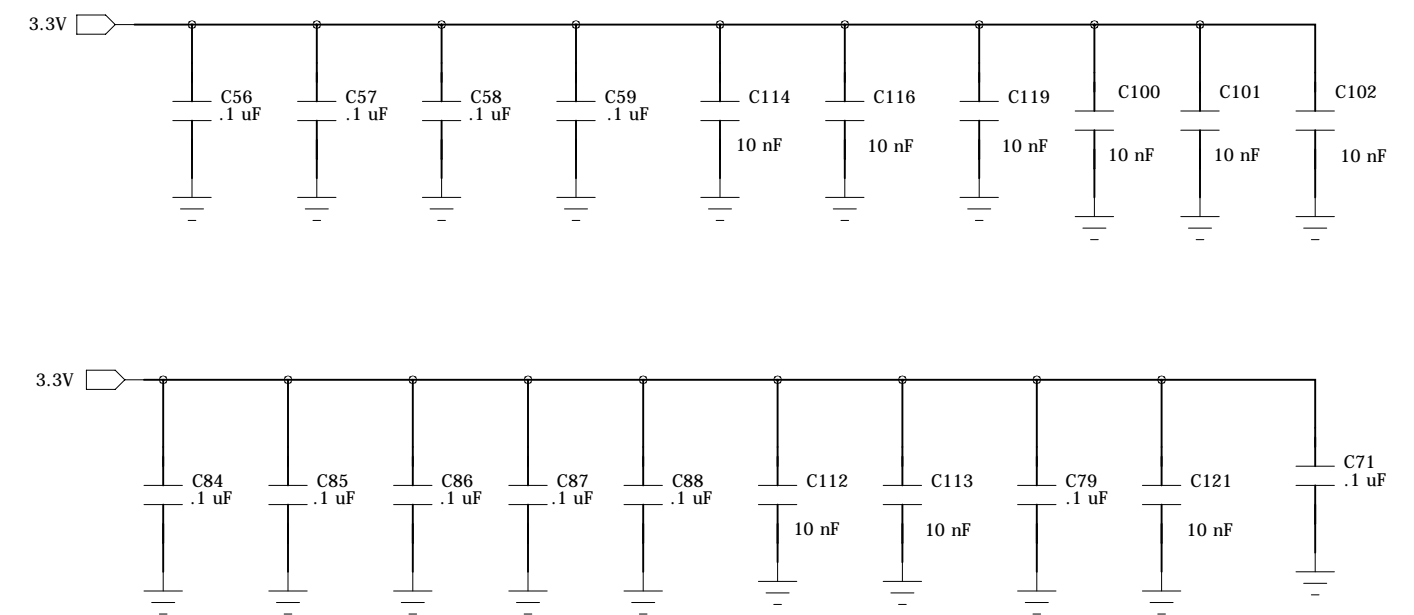 3.3V
C56
.1 uF
C57
.1 uF
C58
.1 uF
C59
.1 uF
C114
10 nF
C116
10 nF
C119
10 nF
C100
10 nF
C101
10 nF
C102
10 nF
3.3V
C84
.1 uF
C85
.1 uF
C86
.1 uF
C87
.1 uF
C88
.1 uF
C112
10 nF
C113
10 nF
C79
.1 uF
C121
10 nF
C71
.1 uF